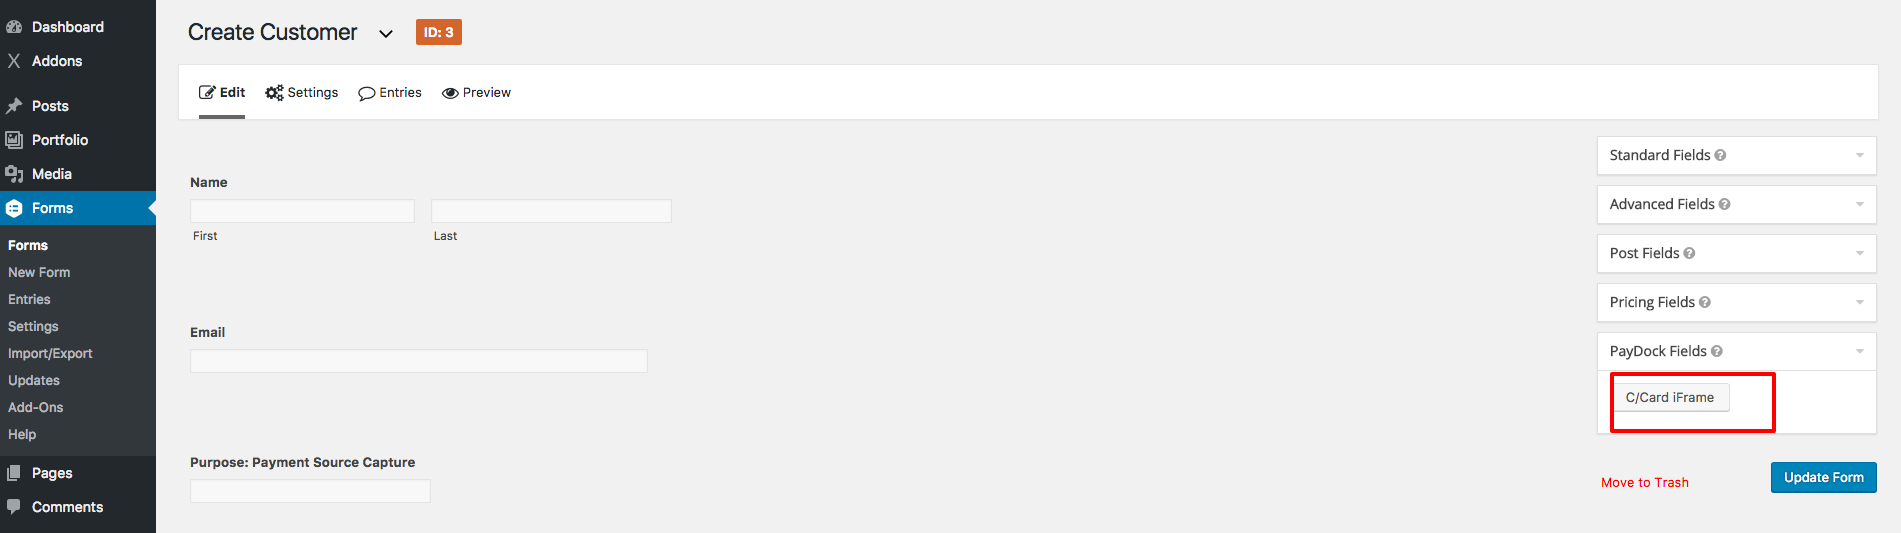 Dashboard
Addons
Posts
Portfolio
Media
Forms
Forms
New Form
Entries
Settings
Import/Export
Updates
Add-Ons
Help
Pages
Comments
Create Customer
ID: 3
Edit
Settings
Entries
Preview
Name
First
Last
Email
Purpose: Payment Source Capture
Standard Fields ?
Advanced Fields ?
Post Fields ?
Pricing Fields ?
PayDock Fields ?
C/Card iFrame
Move to Trash
Update Form